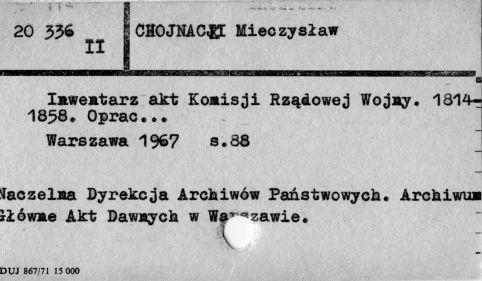 20 336
II
CHOJNACKI Mieczysław
Inwentarz akt Komisji Rządowej Wojny. 1814-
1858. Oprac...
Warszawa 1967 s.88
Naczelna Dyrekcja Archiwów Państwowych. Archiwum
Główne Akt Dawnych w Warszawie.
DUJ 867/71 15 000